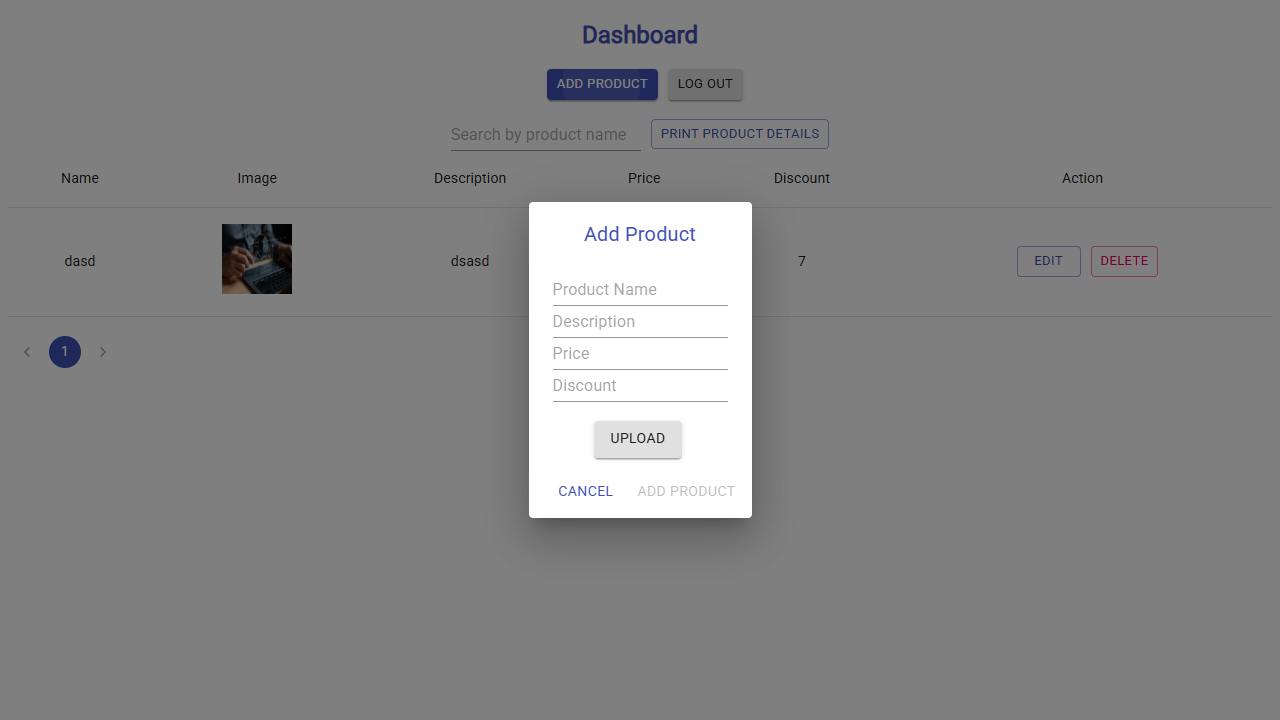 Dashboard
ADD PRODUCT LOG OUT
Search by product name PRINT PRODUCT DETAILS
Name Image Description Price Discount Action
dasd dsasd 7 EDIT DELETE
1
Add Product
Product Name
Description
Price
Discount
UPLOAD
CANCEL ADD PRODUCT